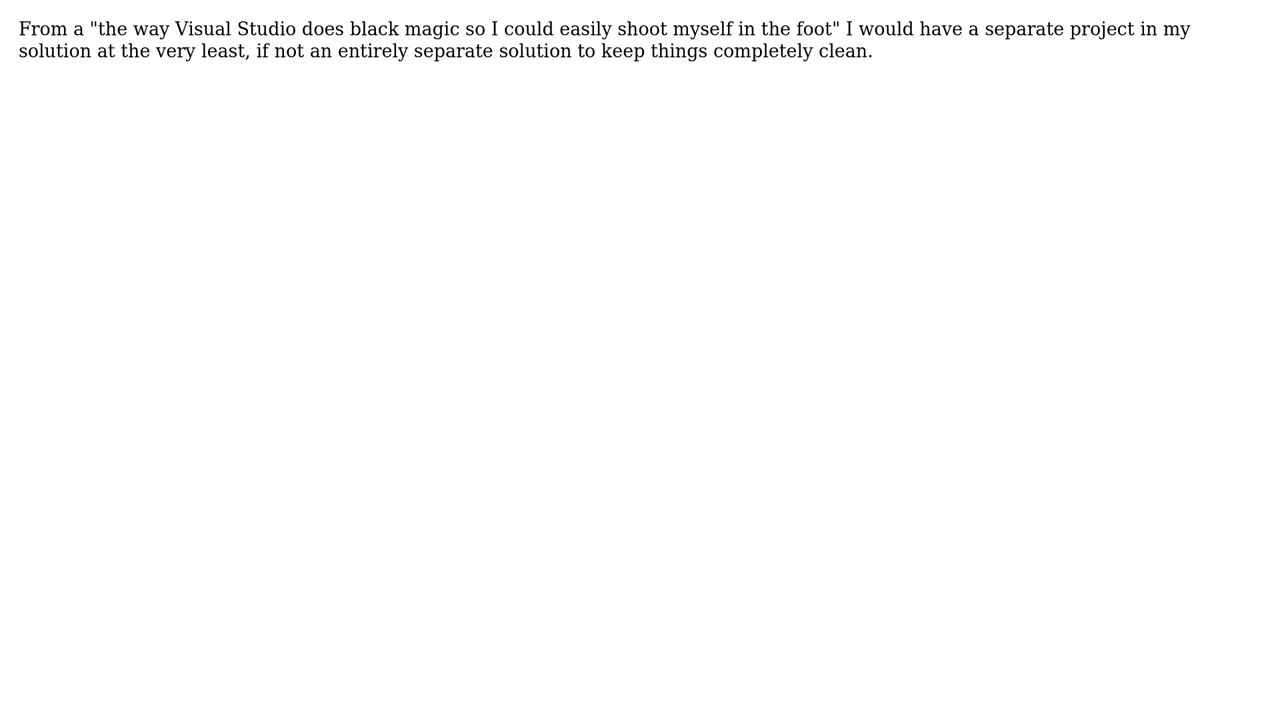 From a "the way Visual Studio does black magic so I could easily shoot myself in the foot" I would have a separate project in my
solution at the very least, if not an entirely separate solution to keep things completely clean.